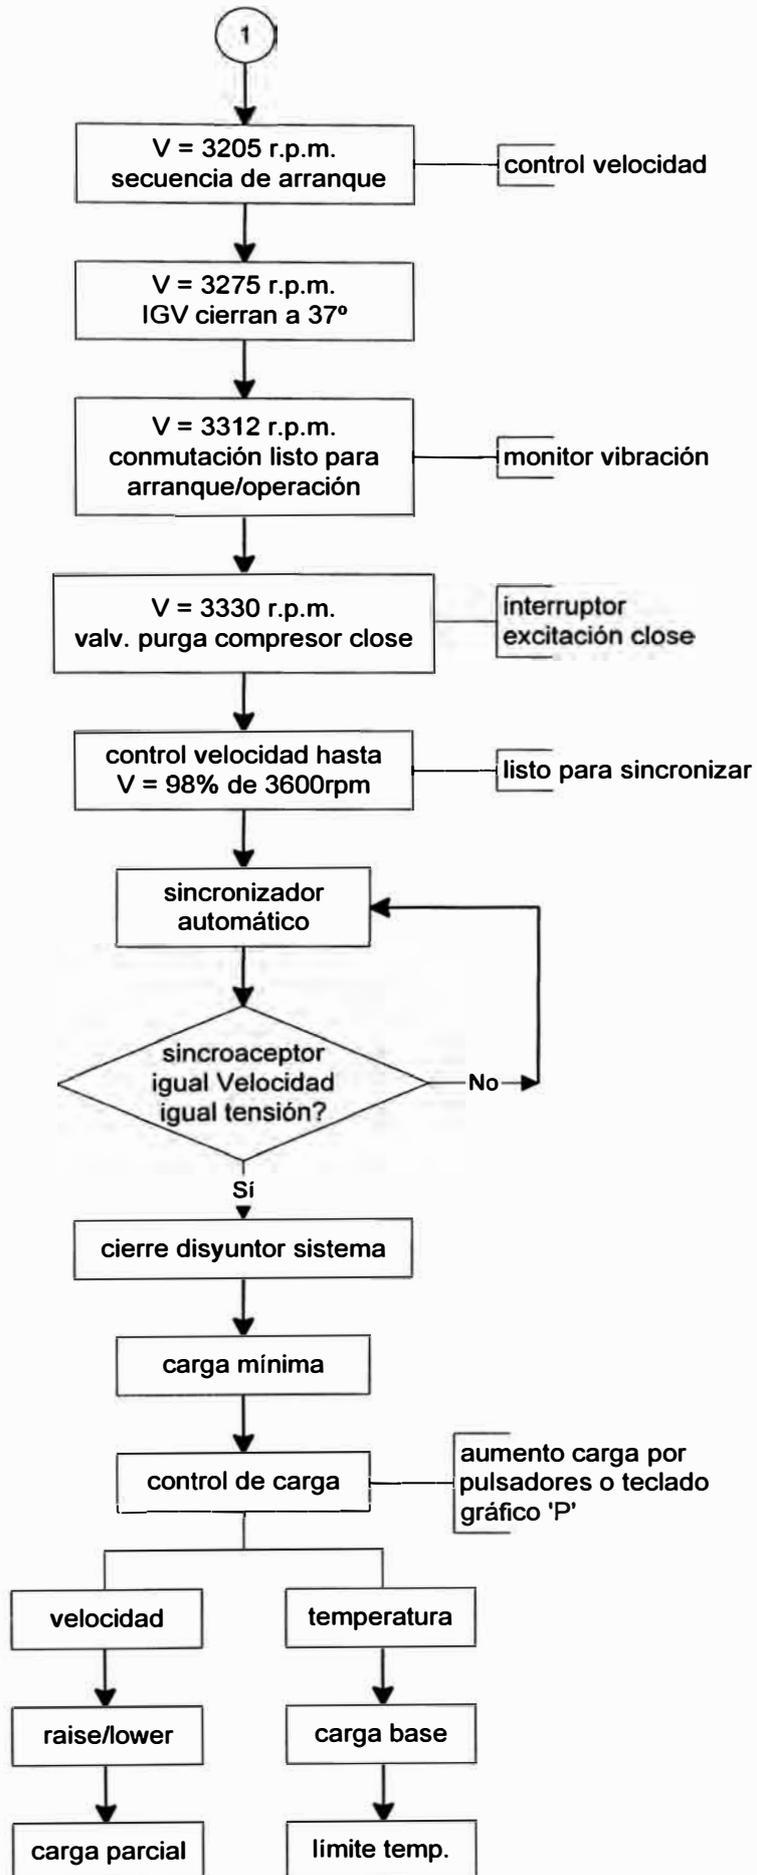 1
V = 3205 r.p.m.
secuencia de arranque
control velocidad
V = 3275 r.p.m.
IGV cierran a 37º
V = 3312 r.p.m.
conmutación listo para
arranque/operación
monitor vibración
V = 3330 r.p.m.
valv. purga compresor close
interruptor
excitación close
control velocidad hasta
V = 98% de 3600rpm
listo para sincronizar
sincronizador
automático
sincroaceptor
igual Velocidad
igual tensión?
No
Sí
cierre disyuntor sistema
carga mínima
control de carga
aumento carga por
pulsadores o teclado
gráfico 'P'
velocidad
temperatura
raise/lower
carga base
carga parcial
límite temp.